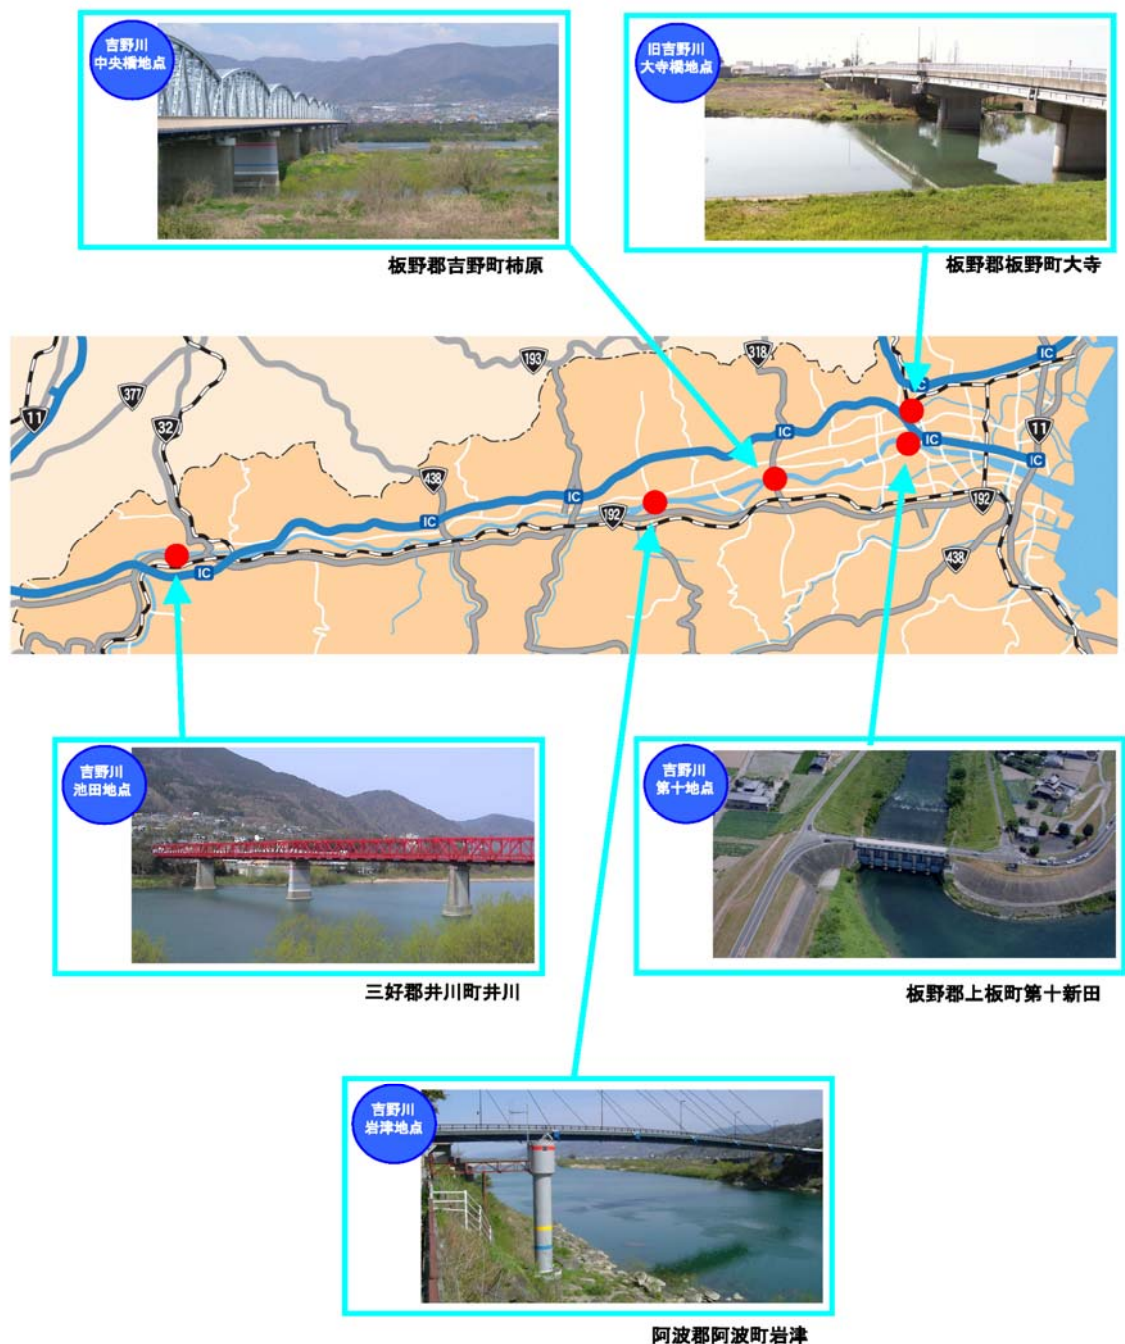 吉野川
中央橋地点
旧吉野川
大寺橋地点
板野郡吉野町柿原
板野郡板野町大寺
11
377
32
193
318
IC
11
IC
IC
IC
438
IC
192
192
IC
438
IC
吉野川
池田地点
吉野川
第十地点
三好郡井川町井川
板野郡上板町第十新田
吉野川
岩津地点
阿波郡阿波町岩津